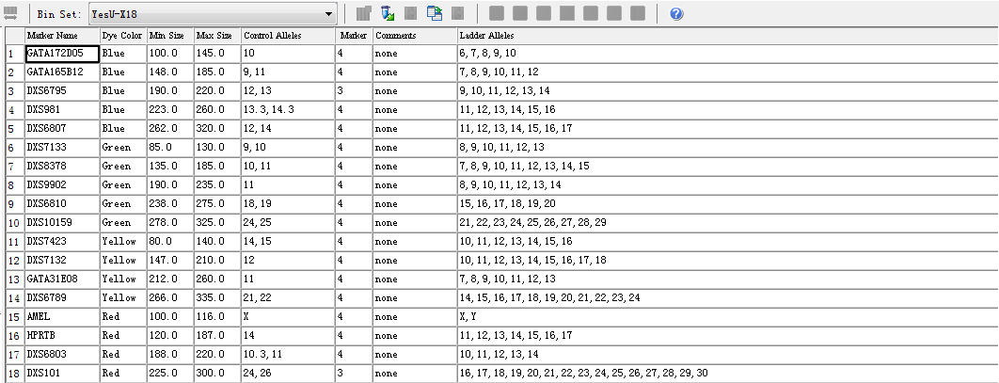 Bin Set: YesU-X18
Marker Name Dye Color Min Size Max Size Control Alleles Marker Comments Ladder Alleles
1 GATA172D05 Blue 100.0 145.0 10 4 none 6, 7, 8, 9, 10
2 GATA165B12 Blue 148.0 185.0 9, 11 4 none 7, 8, 9, 10, 11, 12
3 DXS6795 Blue 190.0 220.0 12, 13 3 none 9, 10, 11, 12, 13, 14
4 DXS981 Blue 223.0 260.0 13.3, 14.3 4 none 11, 12, 13, 14, 15, 16
5 DXS6807 Blue 262.0 320.0 12, 14 4 none 11, 12, 13, 14, 15, 16, 17
6 DXS7133 Green 85.0 130.0 9, 10 4 none 8, 9, 10, 11, 12, 13
7 DXS8378 Green 135.0 185.0 10, 11 4 none 7, 8, 9, 10, 11, 12, 13, 14, 15
8 DXS9902 Green 190.0 235.0 11 4 none 8, 9, 10, 11, 12, 13, 14
9 DXS6810 Green 238.0 275.0 18, 19 4 none 15, 16, 17, 18, 19, 20
10 DXS10159 Green 278.0 325.0 24, 25 4 none 21, 22, 23, 24, 25, 26, 27, 28, 29
11 DXS7423 Yellow 80.0 140.0 14, 15 4 none 10, 11, 12, 13, 14, 15, 16
12 DXS7132 Yellow 147.0 210.0 12 4 none 10, 11, 12, 13, 14, 15, 16, 17, 18
13 GATA31E08 Yellow 212.0 260.0 11 4 none 7, 8, 9, 10, 11, 12, 13
14 DXS6789 Yellow 266.0 335.0 21, 22 4 none 14, 15, 16, 17, 18, 19, 20, 21, 22, 23, 24
15 AMEL Red 100.0 116.0 X 4 none X, Y
16 HPRTB Red 120.0 187.0 14 4 none 11, 12, 13, 14, 15, 16, 17
17 DXS6803 Red 188.0 220.0 10.3, 11 4 none 10, 11, 12, 13, 14
18 DXS101 Red 225.0 300.0 24, 26 3 none 16, 17, 18, 19, 20, 21, 22, 23, 24, 25, 26, 27, 28, 29, 30